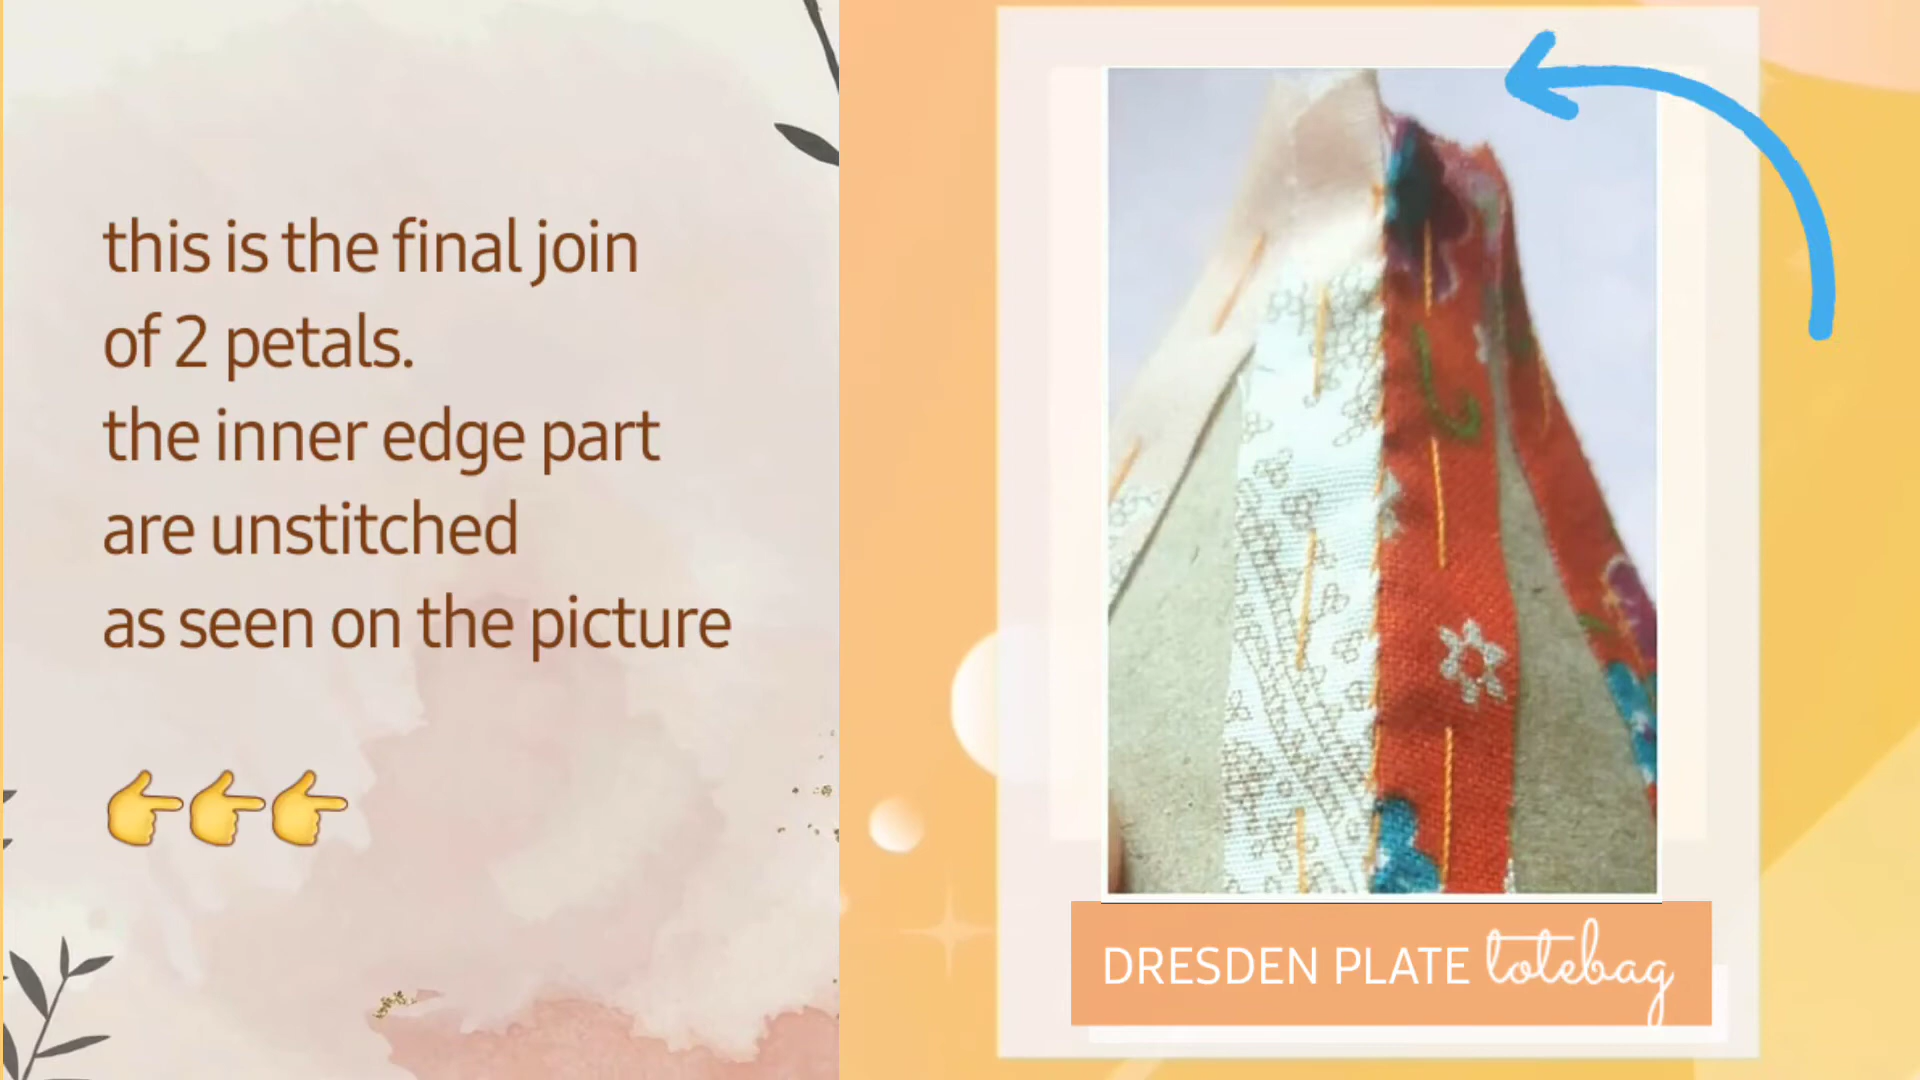 this is the final join
of 2 petals.
the inner edge part
are unstitched
as seen on the picture
👉👉👉
DRESDEN PLATE totebag